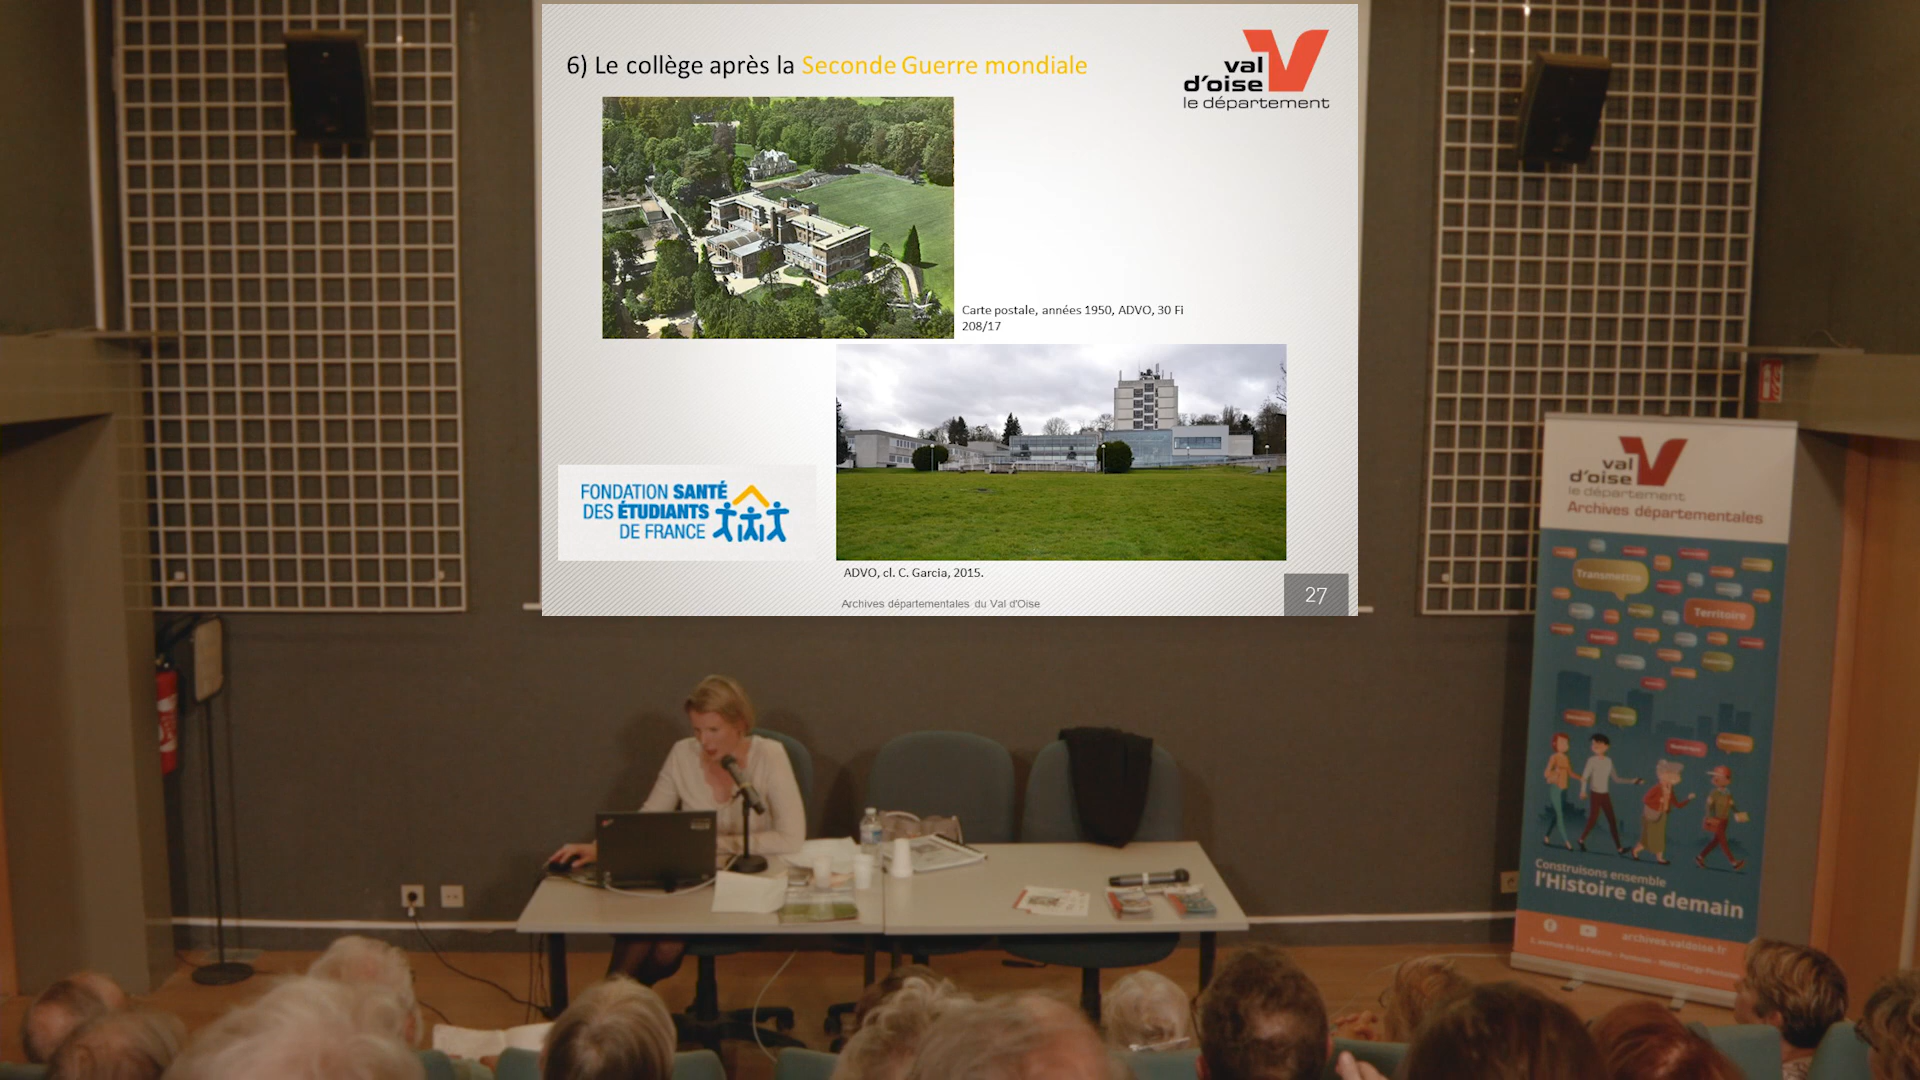 6) Le collège après la Seconde Guerre mondiale
val
d'oise
le département
Carte postale, années 1950, ADVO, 30 Fi
208/17
FONDATION SANTÉ
DES ÉTUDIANTS
DE FRANCE
ADVO, cl. C. Garcia, 2015.
Archives départementales du Val d'Oise
27
val
d'oise
le département
Archives départementales
Transmettre
Territoire
Construisons ensemble
l'Histoire de demain
archives.valdoise.fr